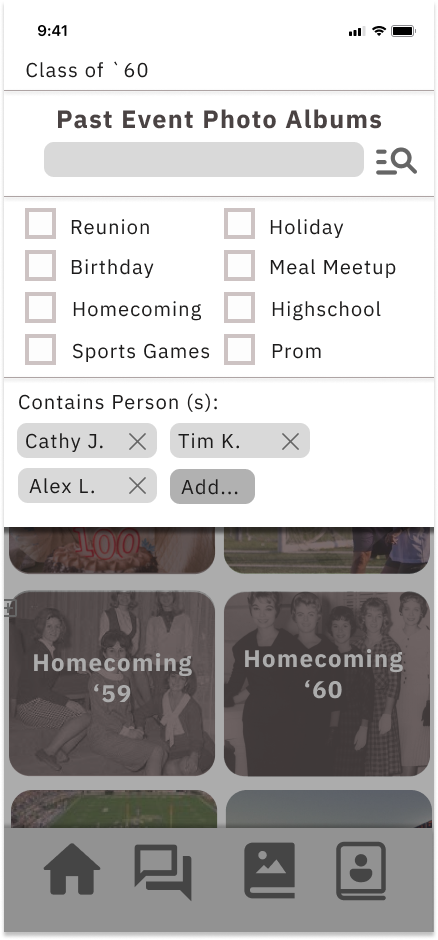 9:41
Class of `60
Past Event Photo Albums
Reunion
Holiday
Birthday
Meal Meetup
Homecoming
Highschool
Sports Games
Prom
Contains Person (s):
Cathy J.
Tim K.
Alex L.
Add...
100
Homecoming
‘59
Homecoming
‘60